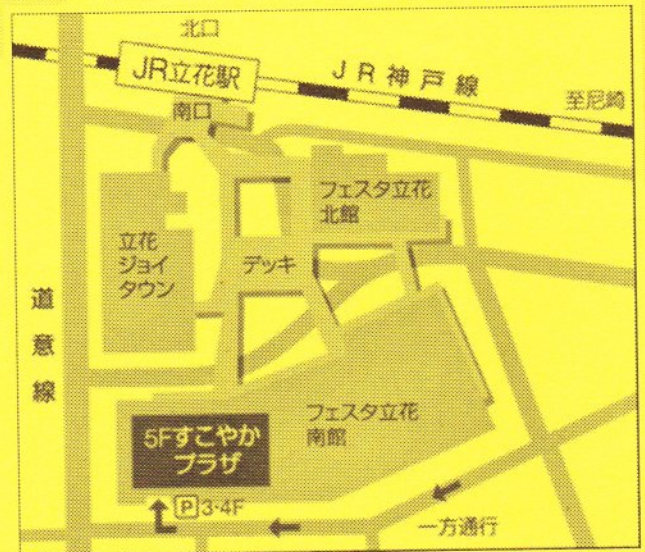 北口
JR立花駅
JR神戸線
至尼崎
南口
フェスタ立花
北館
立花
ジョイ
タウン
デッキ
道意線
フェスタ立花
南館
5Fすこやか
プラザ
P 3・4F
一方通行